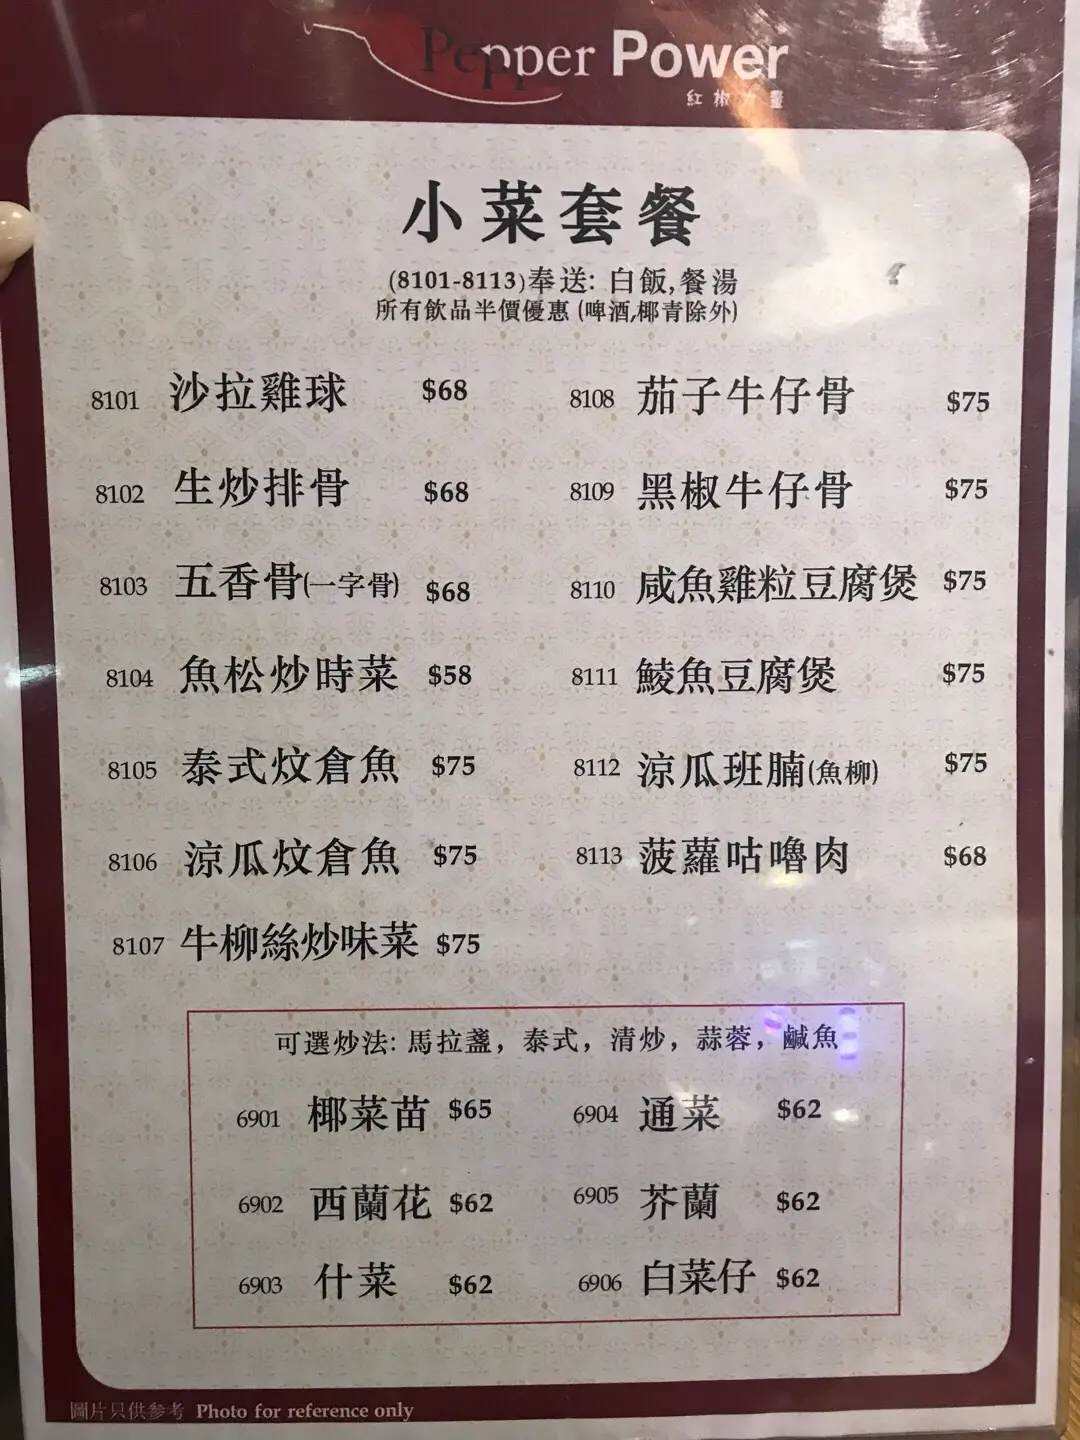 Pepper Power
紅椒力量
小菜套餐
(8101-8113)奉送: 白飯,餐湯
所有飲品半價優惠 (啤酒,椰青除外)
8101 沙拉雞球 $68
8102 生炒排骨 $68
8103 五香骨(一字骨) $68
8104 魚松炒時菜 $58
8105 泰式炆倉魚 $75
8106 涼瓜炆倉魚 $75
8107 牛柳絲炒味菜 $75
8108 茄子牛仔骨 $75
8109 黑椒牛仔骨 $75
8110 咸魚雞粒豆腐煲 $75
8111 鯪魚豆腐煲 $75
8112 涼瓜班腩(魚柳) $75
8113 菠蘿咕嚕肉 $68
可選炒法: 馬拉盞, 泰式, 清炒, 蒜蓉, 鹹魚
6901 椰菜苗 $65
6902 西蘭花 $62
6903 什菜 $62
6904 通菜 $62
6905 芥蘭 $62
6906 白菜仔 $62
圖片只供參考 Photo for reference only